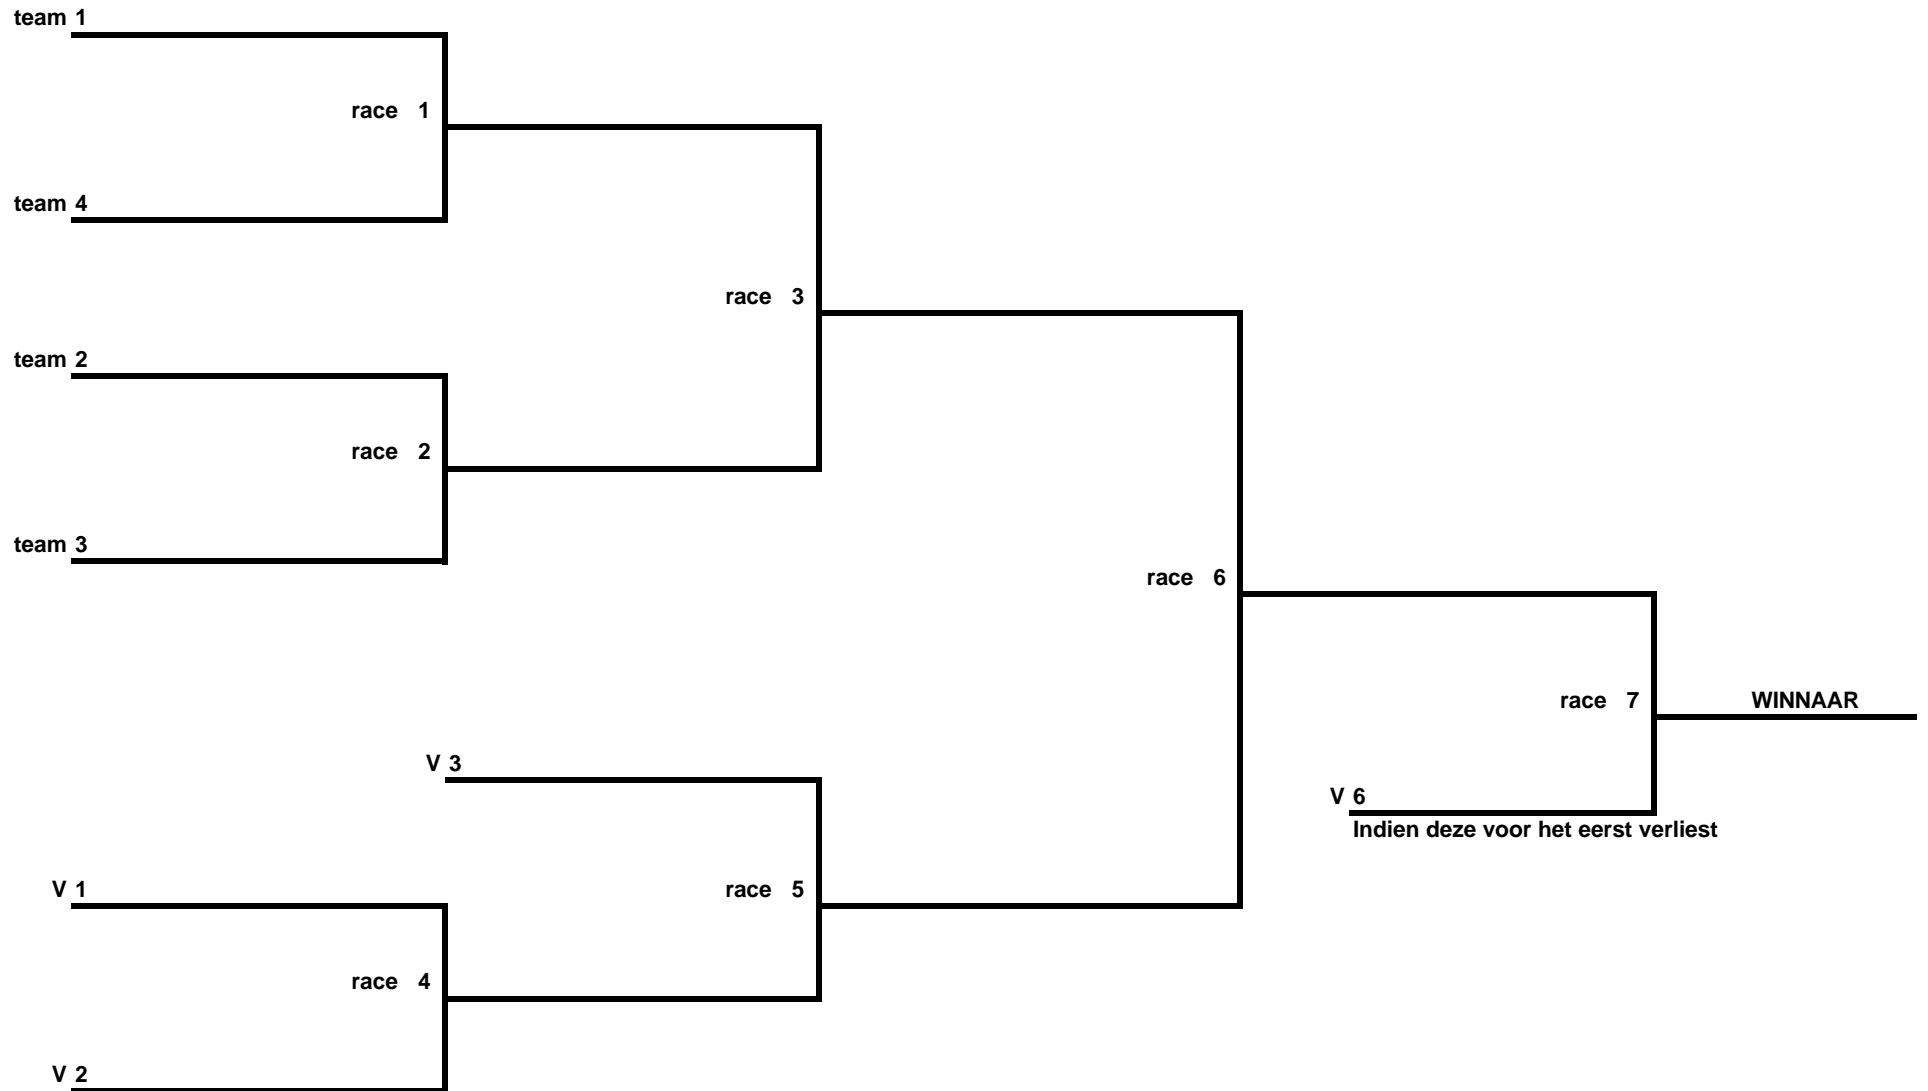 team 1
race 1
team 4
race 3
team 2
race 2
team 3
race 6
race 7
WINNAAR
V 3
V 6
Indien deze voor het eerst verliest
V 1
race 5
race 4
V 2